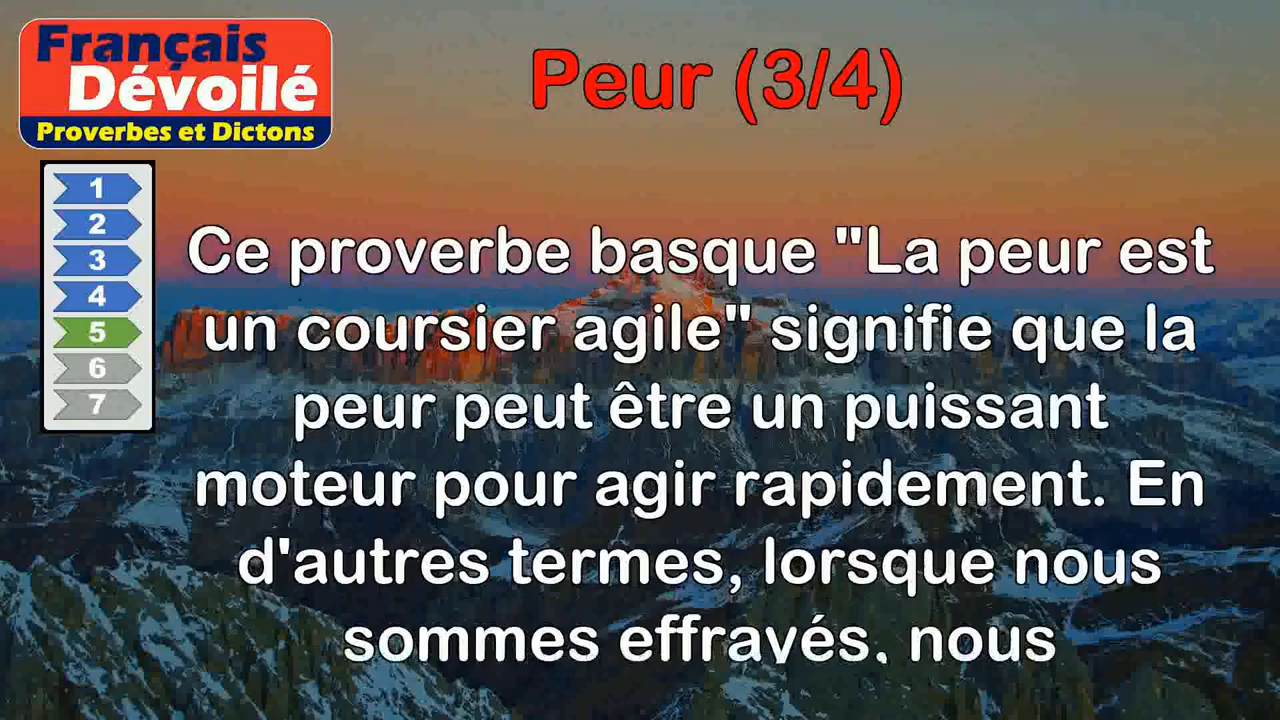 Français
Dévoilé
Proverbes et Dictons
Peur (3/4)
1
2
3
4
5
6
7
Ce proverbe basque "La peur est
un coursier agile" signifie que la
peur peut être un puissant
moteur pour agir rapidement. En
d'autres termes, lorsque nous
sommes effrayés, nous